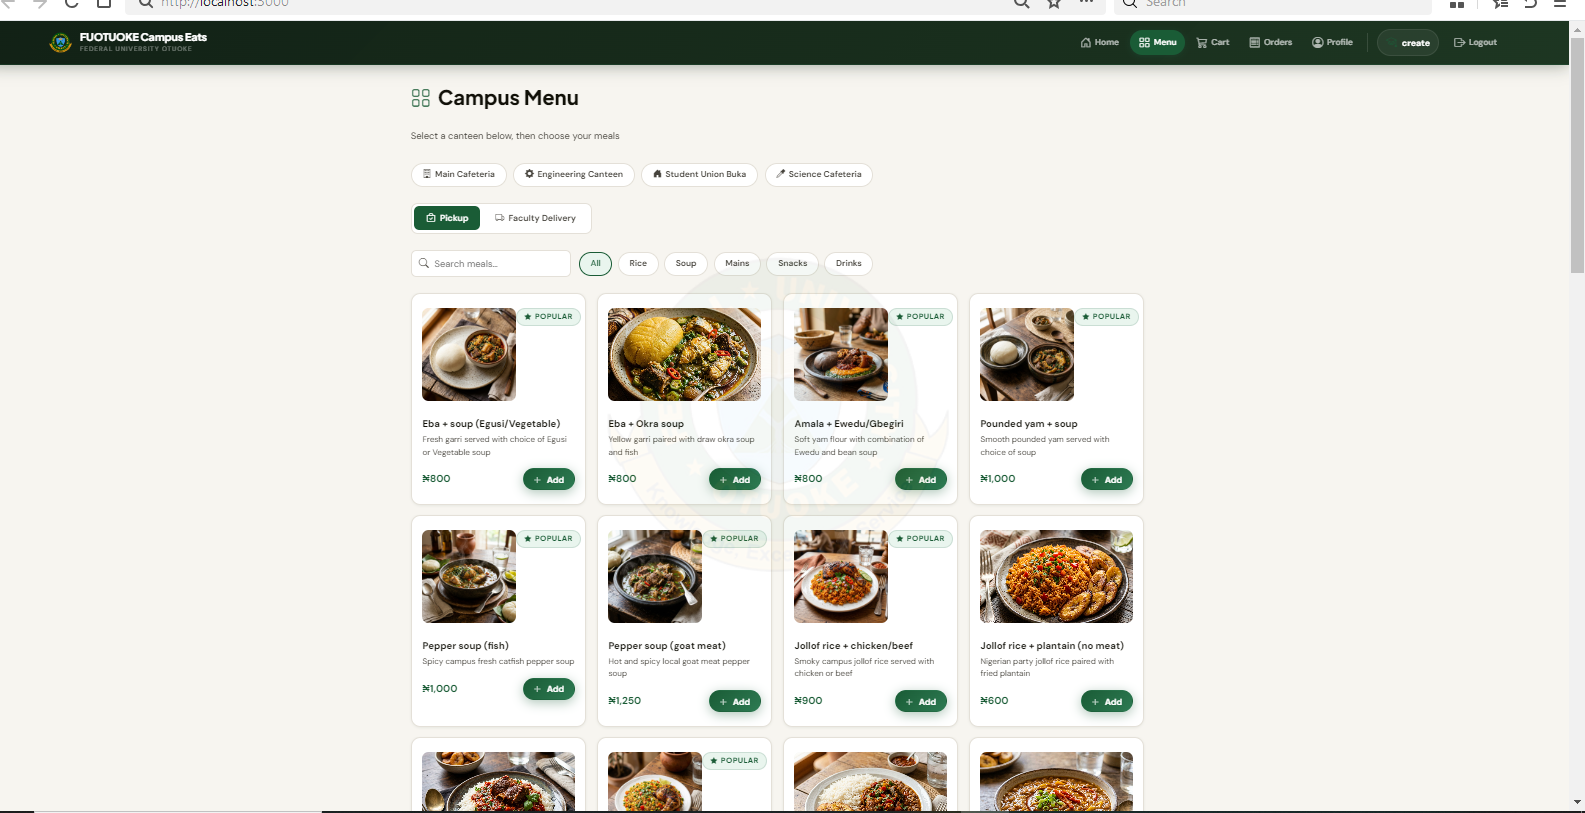 http://localhost:5000
Search
FUOTUOKE Campus Eats
FEDERAL UNIVERSITY OTUOKE
Home
Menu
Cart
Orders
Profile
create
Logout
Campus Menu
Select a canteen below, then choose your meals
Main Cafeteria
Engineering Canteen
Student Union Buka
Science Cafeteria
Pickup
Faculty Delivery
Search meals...
All
Rice
Soup
Mains
Snacks
Drinks
POPULAR
Eba + soup (Egusi/Vegetable)
Fresh garri served with choice of Egusi
or Vegetable soup
₦800
+ Add
Eba + Okra soup
Yellow garri paired with draw okra soup
and fish
₦800
+ Add
POPULAR
Amala + Ewedu/Gbegiri
Soft yam flour with combination of
Ewedu and bean soup
₦800
+ Add
POPULAR
Pounded yam + soup
Smooth pounded yam served with
choice of soup
₦1,000
+ Add
POPULAR
Pepper soup (fish)
Spicy campus fresh catfish pepper soup
₦1,000
+ Add
POPULAR
Pepper soup (goat meat)
Hot and spicy local goat meat pepper
soup
₦1,250
+ Add
POPULAR
Jollof rice + chicken/beef
Smoky campus jollof rice served with
chicken or beef
₦900
+ Add
Jollof rice + plantain (no meat)
Nigerian party jollof rice paired with
fried plantain
₦600
+ Add
POPULAR